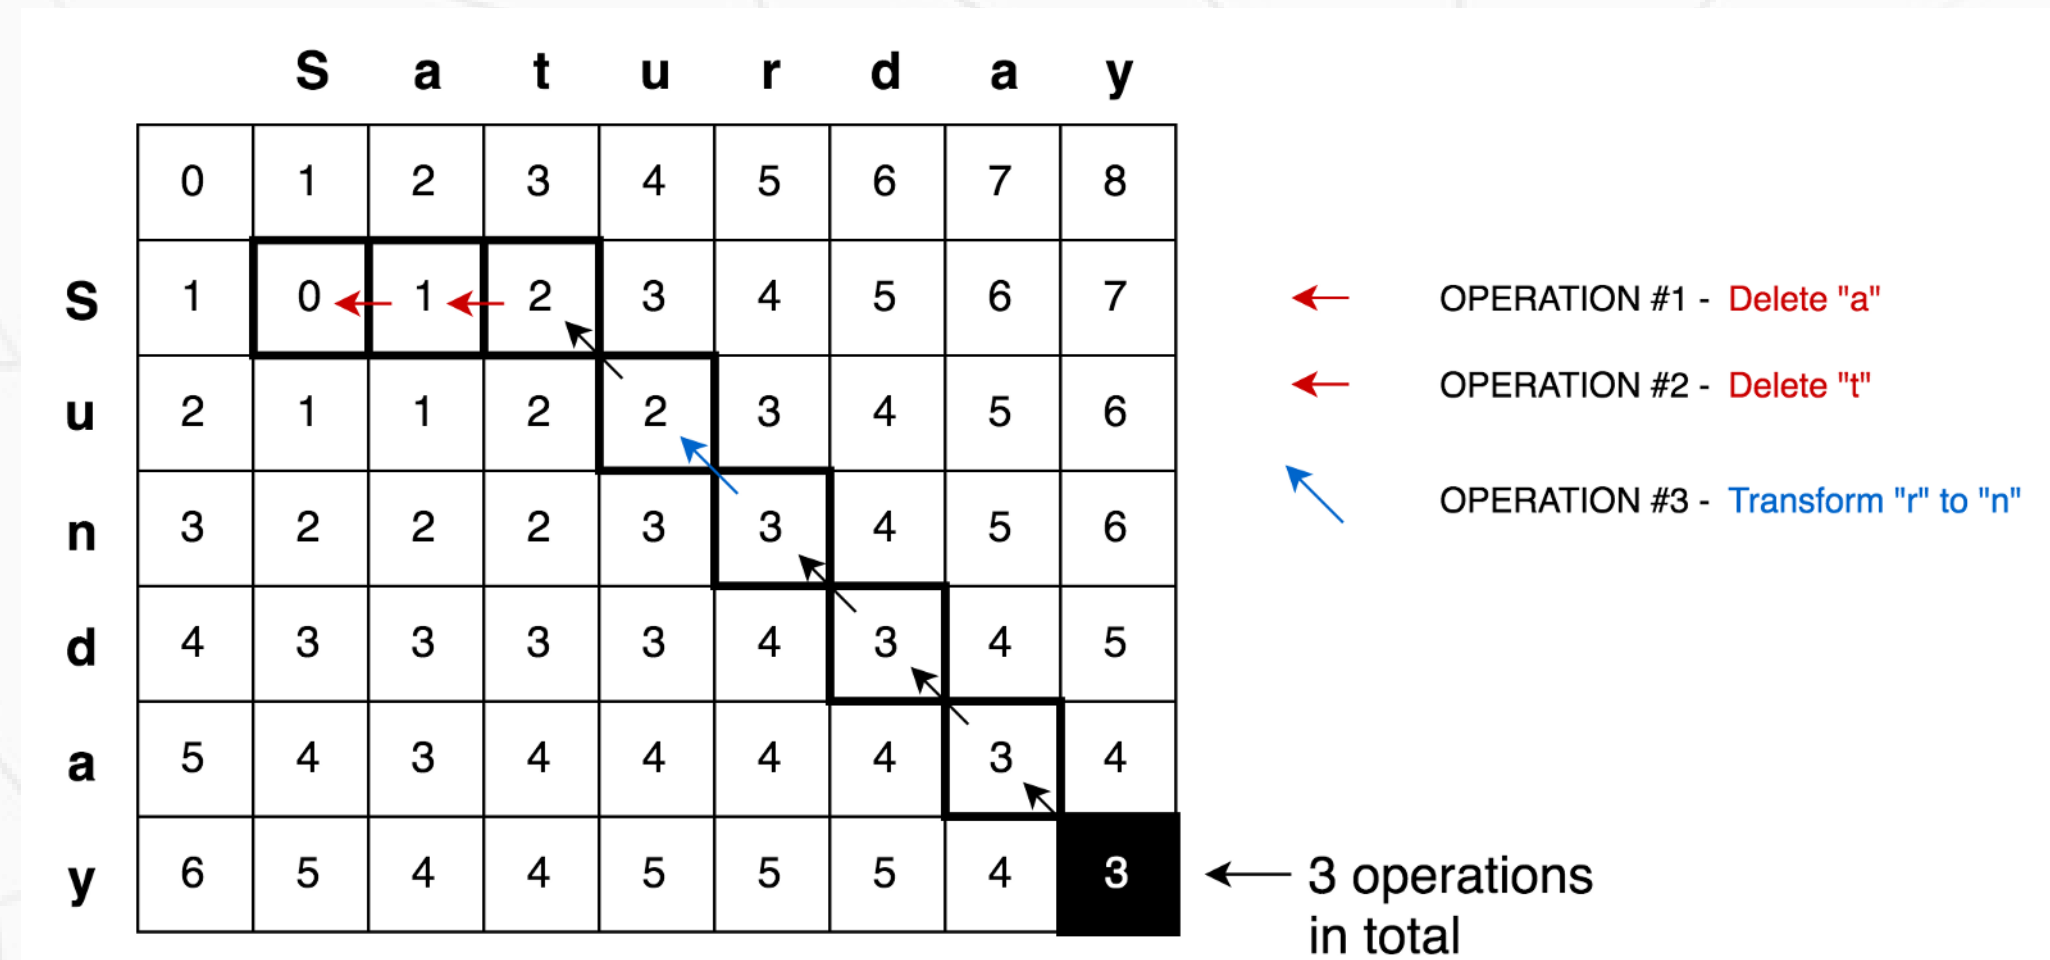 S a t u r d a y
0 1 2 3 4 5 6 7 8
S 1 0 1 2 3 4 5 6 7
u 2 1 1 2 2 3 4 5 6
n 3 2 2 2 3 3 4 5 6
d 4 3 3 3 3 4 3 4 5
a 5 4 3 4 4 4 4 3 4
y 6 5 4 4 5 5 5 4 3
OPERATION #1 - Delete "a"
OPERATION #2 - Delete "t"
OPERATION #3 - Transform "r" to "n"
3 operations
in total